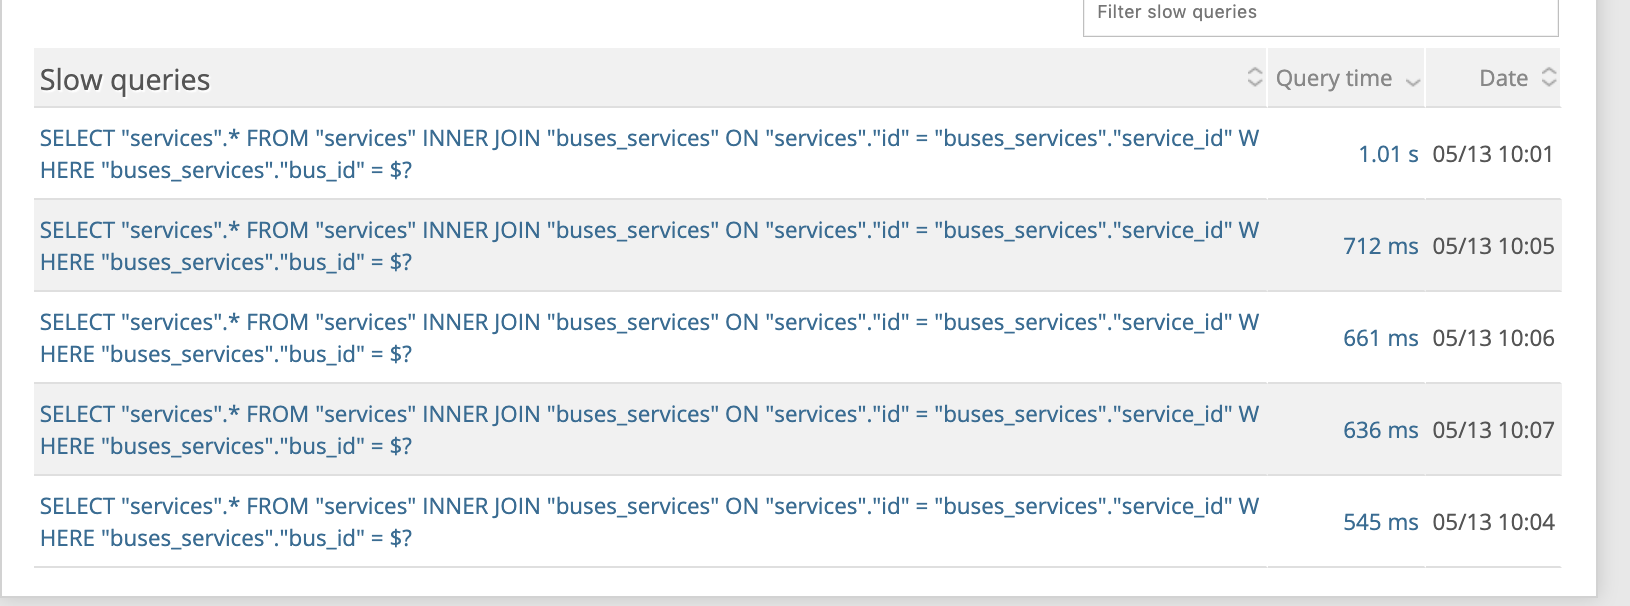 Filter slow queries
Slow queries Query time Date
SELECT "services".* FROM "services" INNER JOIN "buses_services" ON "services"."id" = "buses_services"."service_id" W
HERE "buses_services"."bus_id" = $?
1.01 s 05/13 10:01
SELECT "services".* FROM "services" INNER JOIN "buses_services" ON "services"."id" = "buses_services"."service_id" W
HERE "buses_services"."bus_id" = $?
712 ms 05/13 10:05
SELECT "services".* FROM "services" INNER JOIN "buses_services" ON "services"."id" = "buses_services"."service_id" W
HERE "buses_services"."bus_id" = $?
661 ms 05/13 10:06
SELECT "services".* FROM "services" INNER JOIN "buses_services" ON "services"."id" = "buses_services"."service_id" W
HERE "buses_services"."bus_id" = $?
636 ms 05/13 10:07
SELECT "services".* FROM "services" INNER JOIN "buses_services" ON "services"."id" = "buses_services"."service_id" W
HERE "buses_services"."bus_id" = $?
545 ms 05/13 10:04